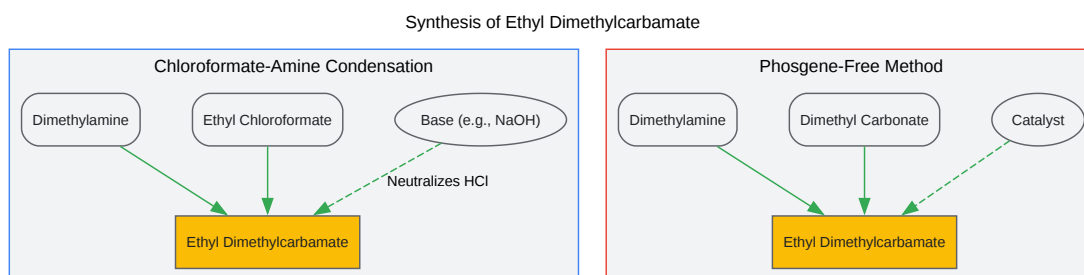 Synthesis of Ethyl Dimethylcarbamate
Chloroformate-Amine Condensation
Dimethylamine
Ethyl Chloroformate
Base (e.g., NaOH)
Neutralizes HCl
Ethyl Dimethylcarbamate
Phosgene-Free Method
Dimethylamine
Dimethyl Carbonate
Catalyst
Ethyl Dimethylcarbamate